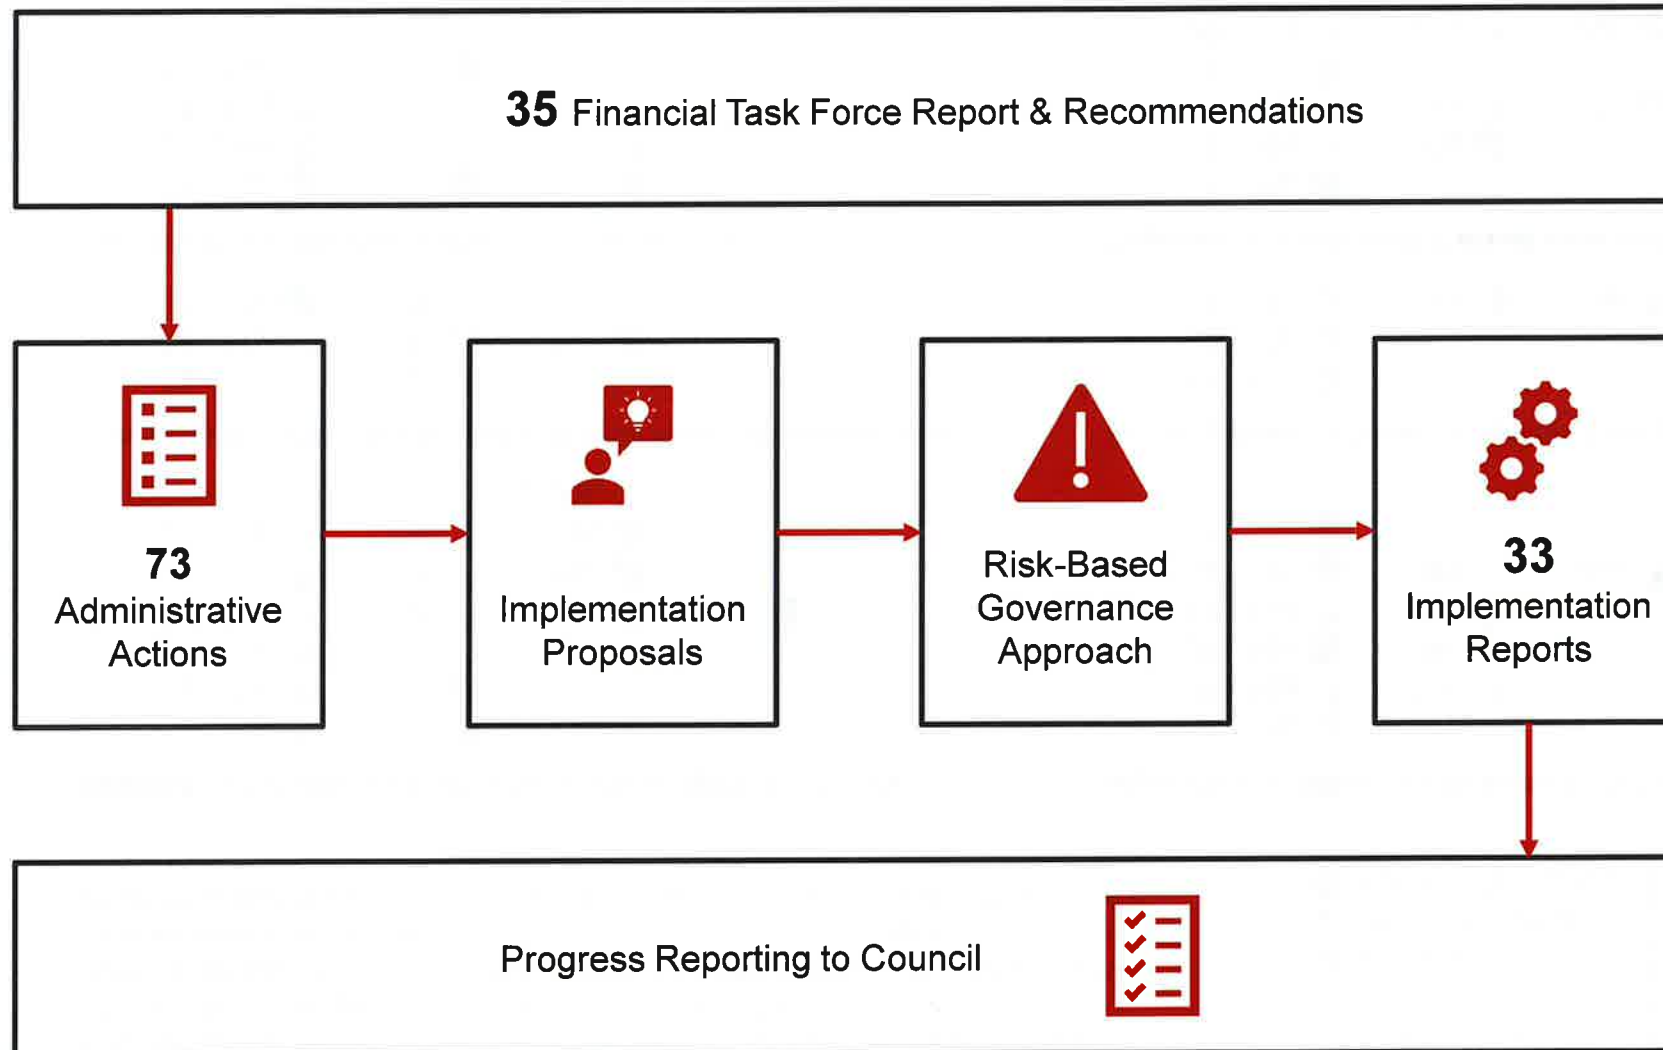 35 Financial Task Force Report & Recommendations
73
Administrative
Actions
Implementation
Proposals
Risk-Based
Governance
Approach
33
Implementation
Reports
Progress Reporting to Council